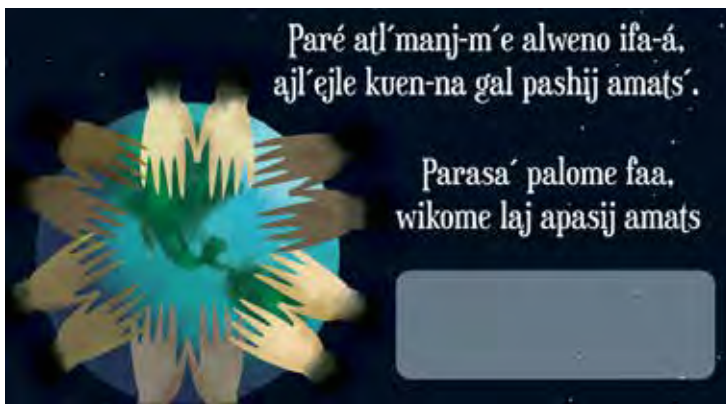 Paré atl´manj-m´e alweno ifa-á,
ajl´ejle kuen-na gal pashij amats´.
Parasa´ palome faa,
wikome laj apasij amats